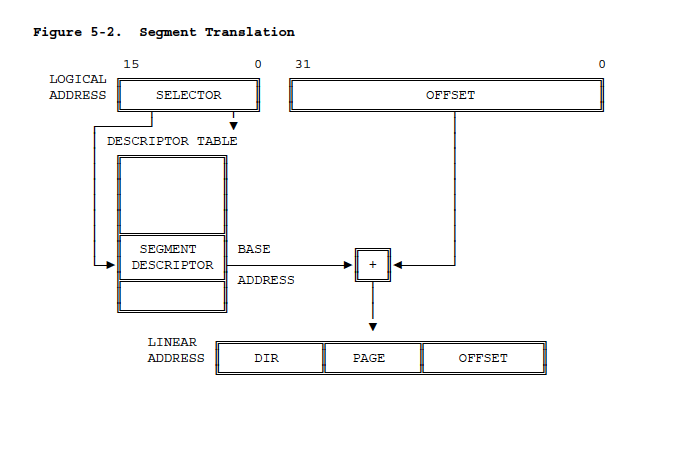 Figure 5-2. Segment Translation
15 0 31 0
LOGICAL
ADDRESS SELECTOR OFFSET
DESCRIPTOR TABLE
SEGMENT BASE
DESCRIPTOR +
ADDRESS
LINEAR
ADDRESS DIR PAGE OFFSET